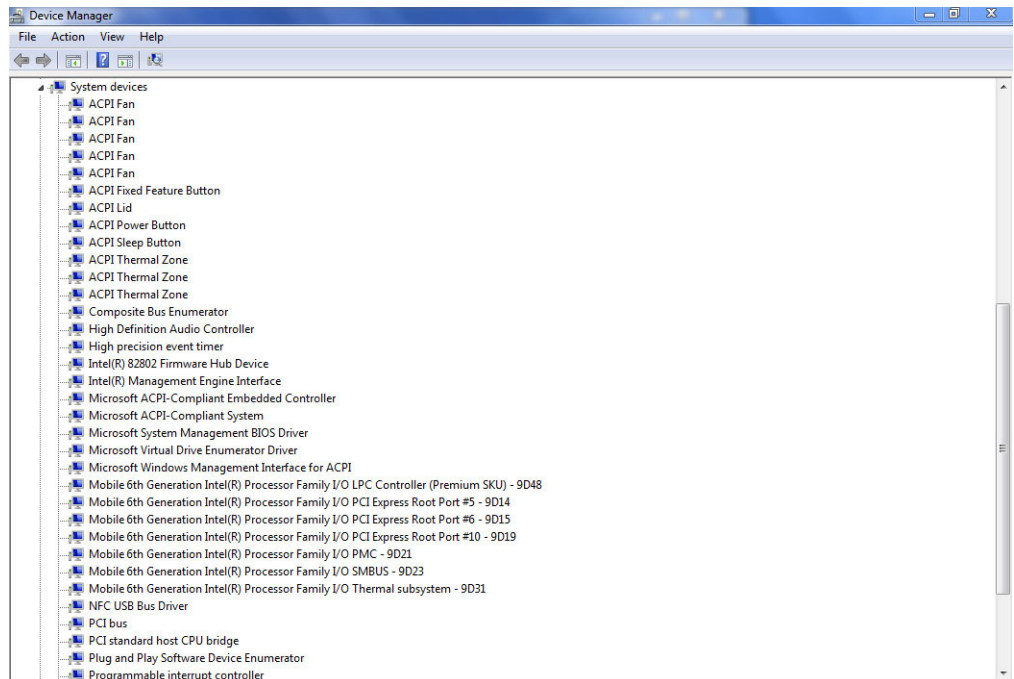 Device Manager
File Action View Help
System devices
ACPI Fan
ACPI Fan
ACPI Fan
ACPI Fan
ACPI Fan
ACPI Fixed Feature Button
ACPI Lid
ACPI Power Button
ACPI Sleep Button
ACPI Thermal Zone
ACPI Thermal Zone
ACPI Thermal Zone
Composite Bus Enumerator
High Definition Audio Controller
High precision event timer
Intel(R) 82802 Firmware Hub Device
Intel(R) Management Engine Interface
Microsoft ACPI-Compliant Embedded Controller
Microsoft ACPI-Compliant System
Microsoft System Management BIOS Driver
Microsoft Virtual Drive Enumerator Driver
Microsoft Windows Management Interface for ACPI
Mobile 6th Generation Intel(R) Processor Family I/O LPC Controller (Premium SKU) - 9D48
Mobile 6th Generation Intel(R) Processor Family I/O PCI Express Root Port #5 - 9D14
Mobile 6th Generation Intel(R) Processor Family I/O PCI Express Root Port #6 - 9D15
Mobile 6th Generation Intel(R) Processor Family I/O PCI Express Root Port #10 - 9D19
Mobile 6th Generation Intel(R) Processor Family I/O PMC - 9D21
Mobile 6th Generation Intel(R) Processor Family I/O SMBUS - 9D23
Mobile 6th Generation Intel(R) Processor Family I/O Thermal subsystem - 9D31
NFC USB Bus Driver
PCI bus
PCI standard host CPU bridge
Plug and Play Software Device Enumerator
Programmable interrupt controller